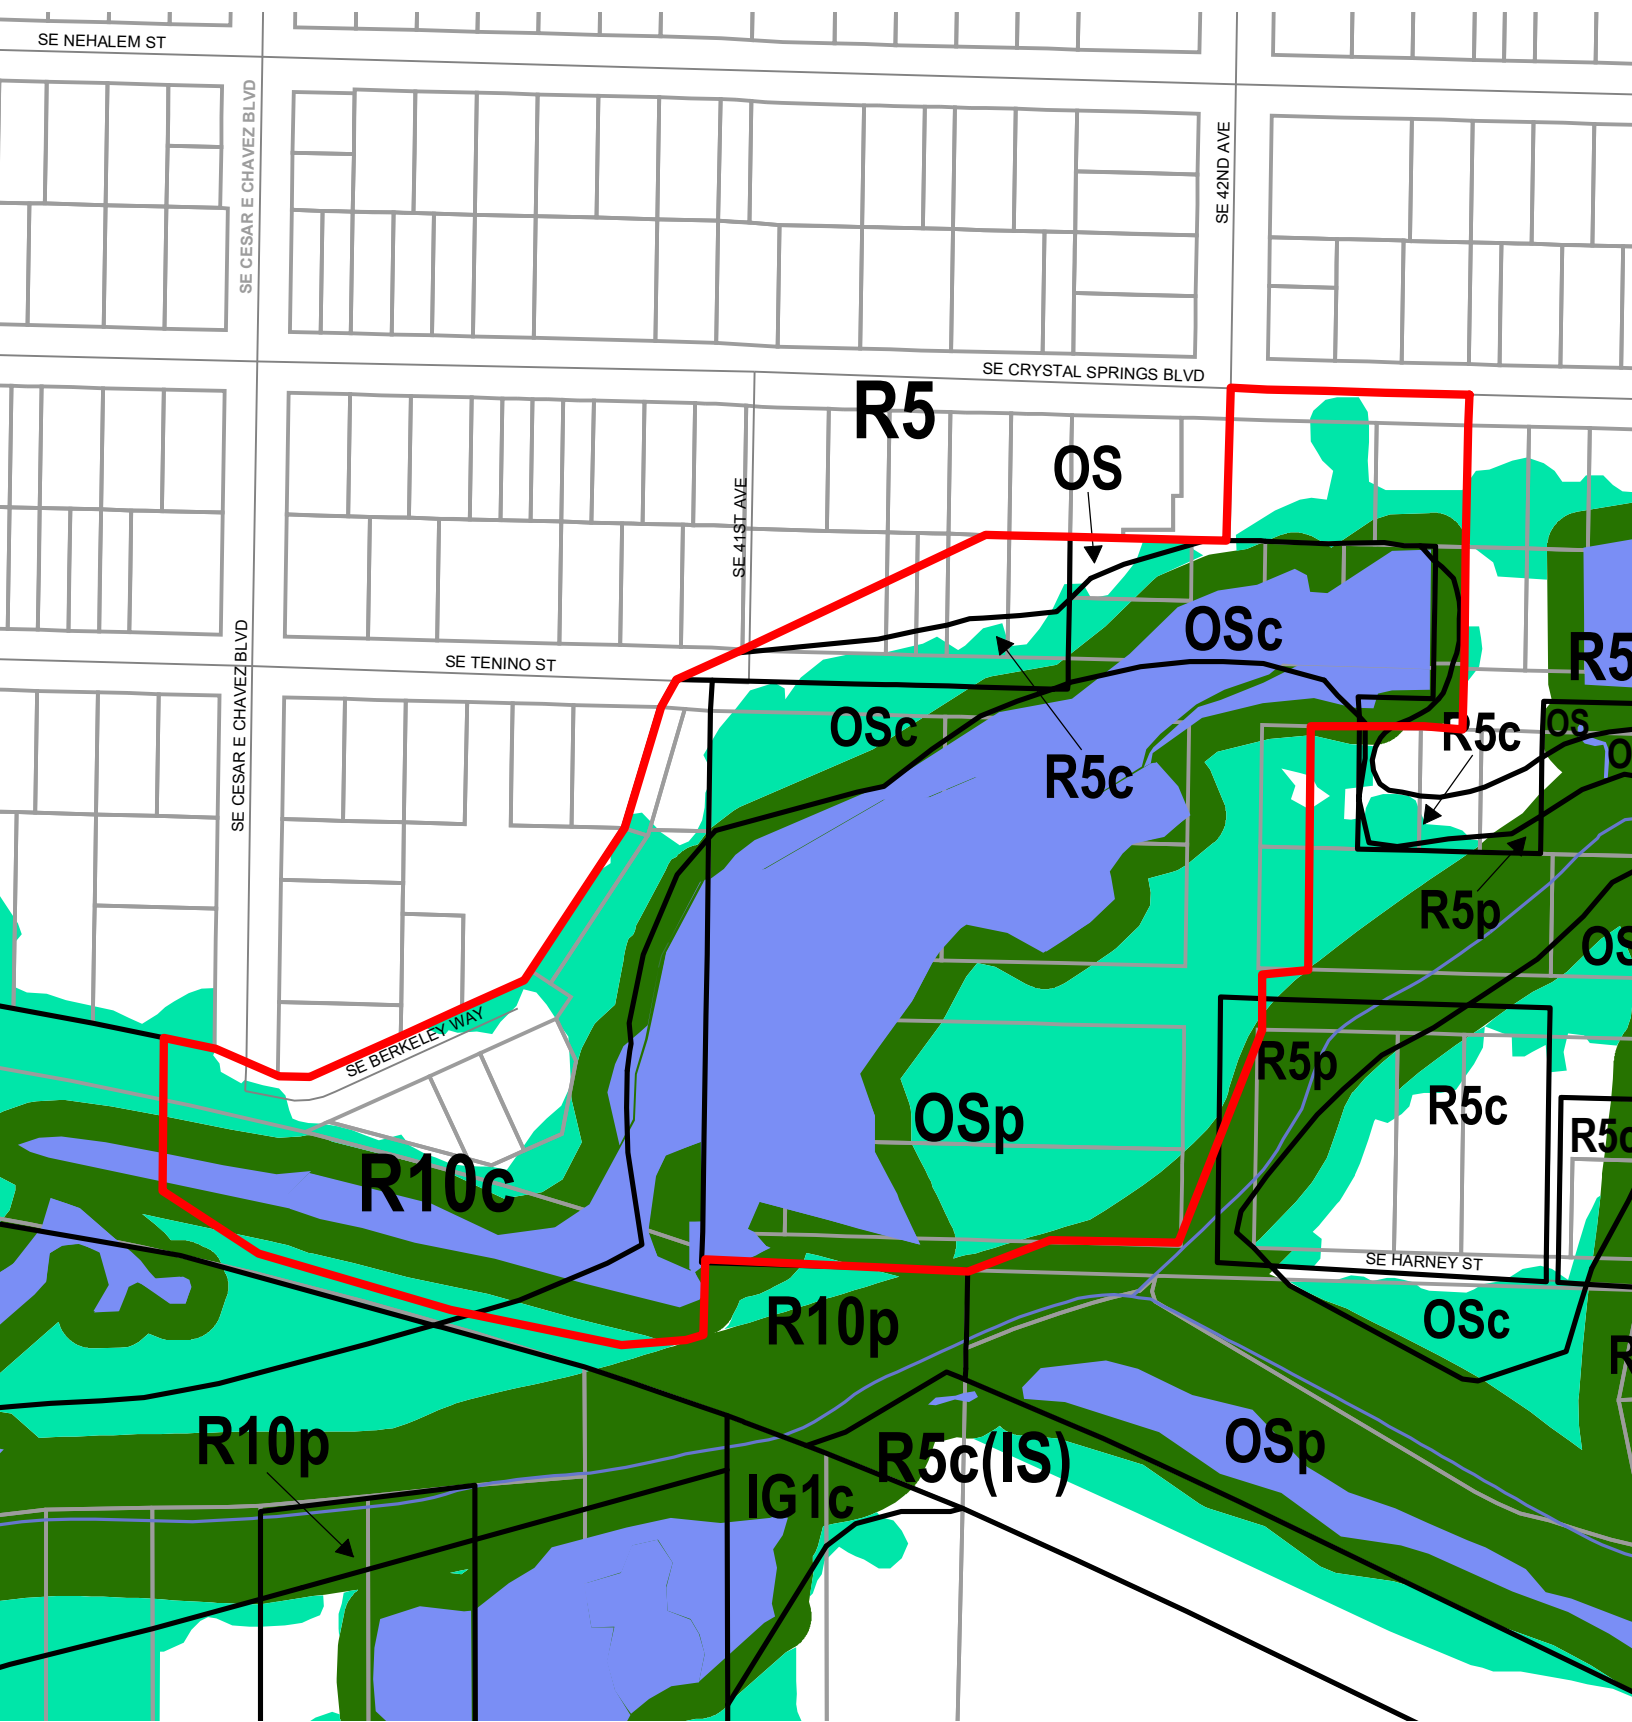 SE NEHALEM ST
SE CESAR E CHAVEZ BLVD
SE 42ND AVE
SE CRYSTAL SPRINGS BLVD
R5
OS
SE 41ST AVE
OSc
R5
SE TENINO ST
SE CESAR E CHAVEZ BLVD
OSc
R5c
R5c
OS
R5p
OSp
R5p
R5c
SE BERKELEY WAY
R10c
SE HARNEY ST
R10p
OSc
R10p
R5c(IS)
OSp
IG1c